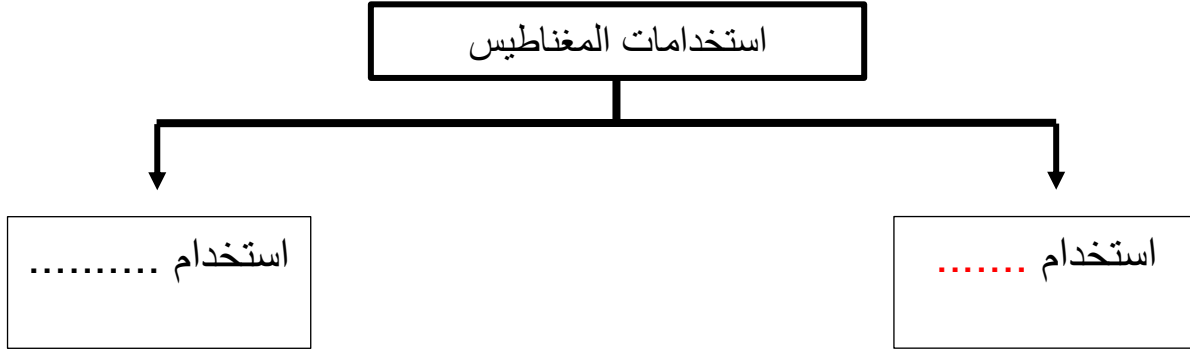 استخدامات المغناطيس
استخدام .......
استخدام ..........